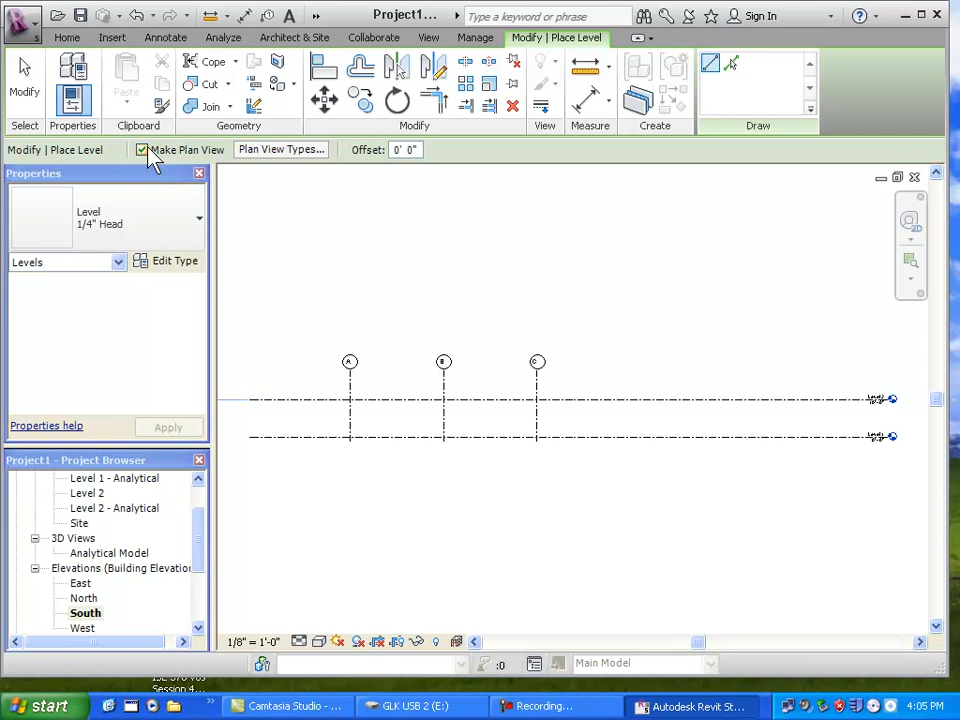 Project1...
Type a keyword or phrase
Sign In
Home
Insert
Annotate
Analyze
Architect & Site
Collaborate
View
Manage
Modify | Place Level
Modify
Paste
Cope
Cut
Join
Select
Properties
Clipboard
Geometry
Modify
View
Measure
Create
Draw
Modify | Place Level
Make Plan View
Plan View Types...
Offset:
0' 0"
Properties
Level
1/4" Head
Levels
Edit Type
Properties help
Apply
2D
A
B
C
Project1 - Project Browser
Level 1 - Analytical
Level 2
Level 2 - Analytical
Site
3D Views
Analytical Model
Elevations (Building Elevation
East
North
South
West
1/8" = 1'-0"
:0
Main Model
Session 4...
start
Camtasia Studio - ...
GLK USB 2 (E:)
Recording...
Autodesk Revit St...
4:05 PM